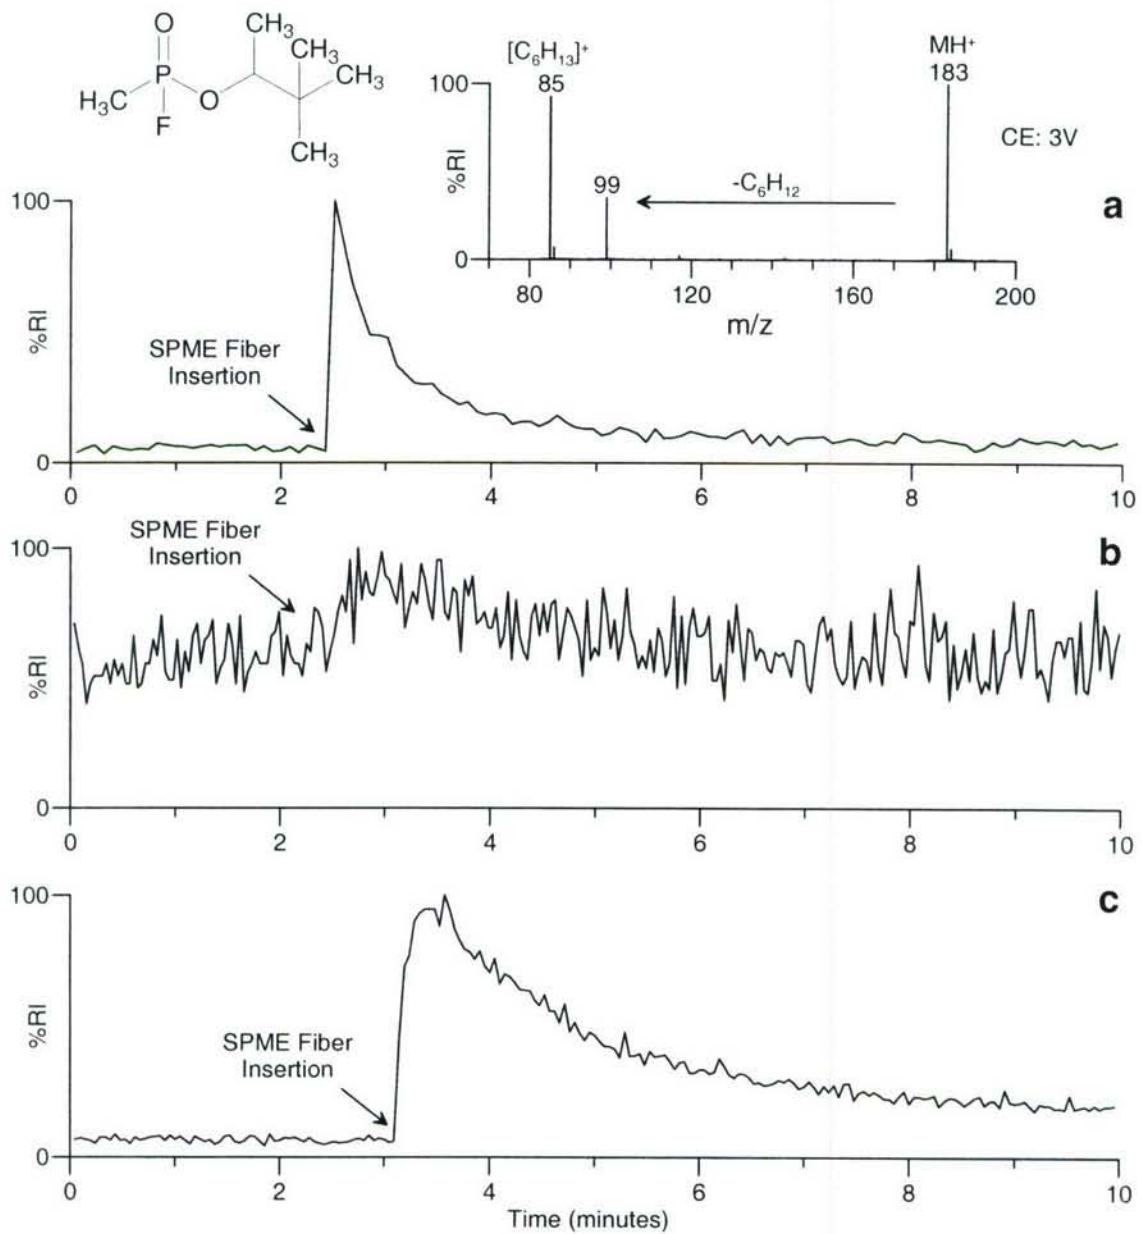 O
CH₃
CH₃
P
CH₃
H₃C
O
F
CH₃
[C₆H₁₃]⁺
MH⁺
85
183
100
%RI
99
-C₆H₁₂
CE: 3V
0
80 120 160 200
m/z
a
100
%RI
SPME Fiber
Insertion
0
0 2 4 6 8 10
SPME Fiber
Insertion
b
100
%RI
0
0 2 4 6 8 10
c
100
%RI
SPME Fiber
Insertion
0
0 2 4 6 8 10
Time (minutes)